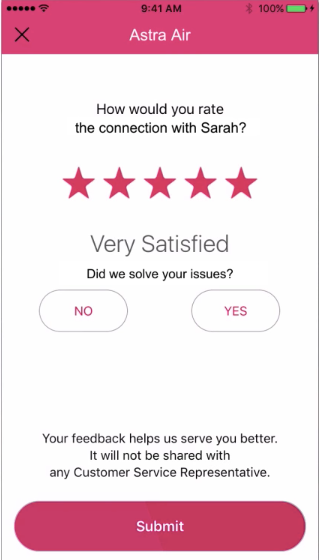 9:41 AM 100%
Astra Air
How would you rate
the connection with Sarah?
Very Satisfied
Did we solve your issues?
NO YES
Your feedback helps us serve you better.
It will not be shared with
any Customer Service Representative.
Submit